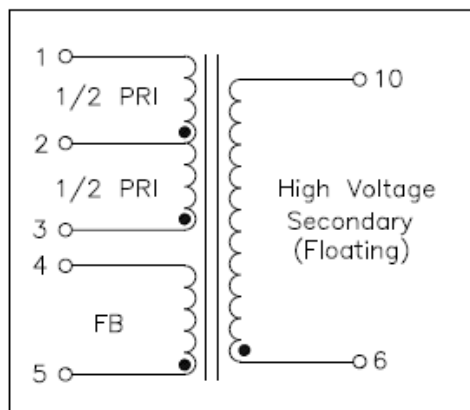 1
1/2 PRI
2
1/2 PRI
3
4
FB
5
10
High Voltage
Secondary
(Floating)
6